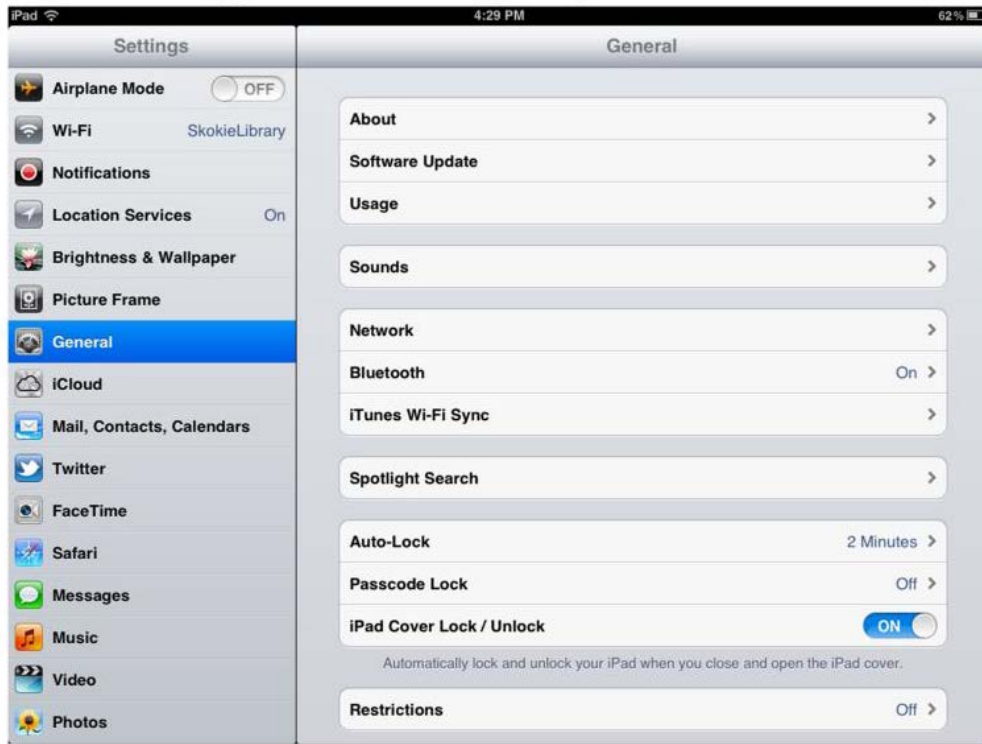 iPad 4:29 PM 62%
Settings
Airplane Mode OFF
Wi-Fi SkokieLibrary
Notifications
Location Services On
Brightness & Wallpaper
Picture Frame
General
iCloud
Mail, Contacts, Calendars
Twitter
FaceTime
Safari
Messages
Music
Video
Photos
General
About
Software Update
Usage
Sounds
Network
Bluetooth On
iTunes Wi-Fi Sync
Spotlight Search
Auto-Lock 2 Minutes
Passcode Lock Off
iPad Cover Lock / Unlock ON
Automatically lock and unlock your iPad when you close and open the iPad cover.
Restrictions Off